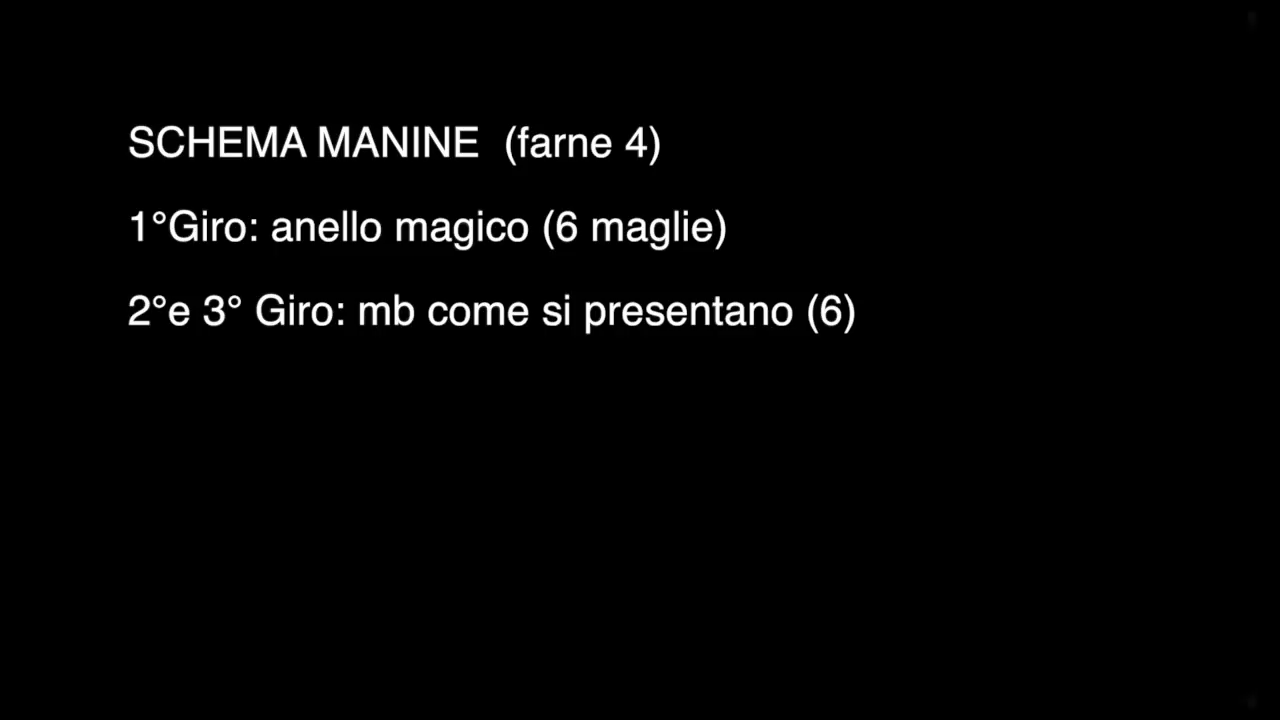 SCHEMA MANINE (farne 4)
1°Giro: anello magico (6 maglie)
2°e 3° Giro: mb come si presentano (6)